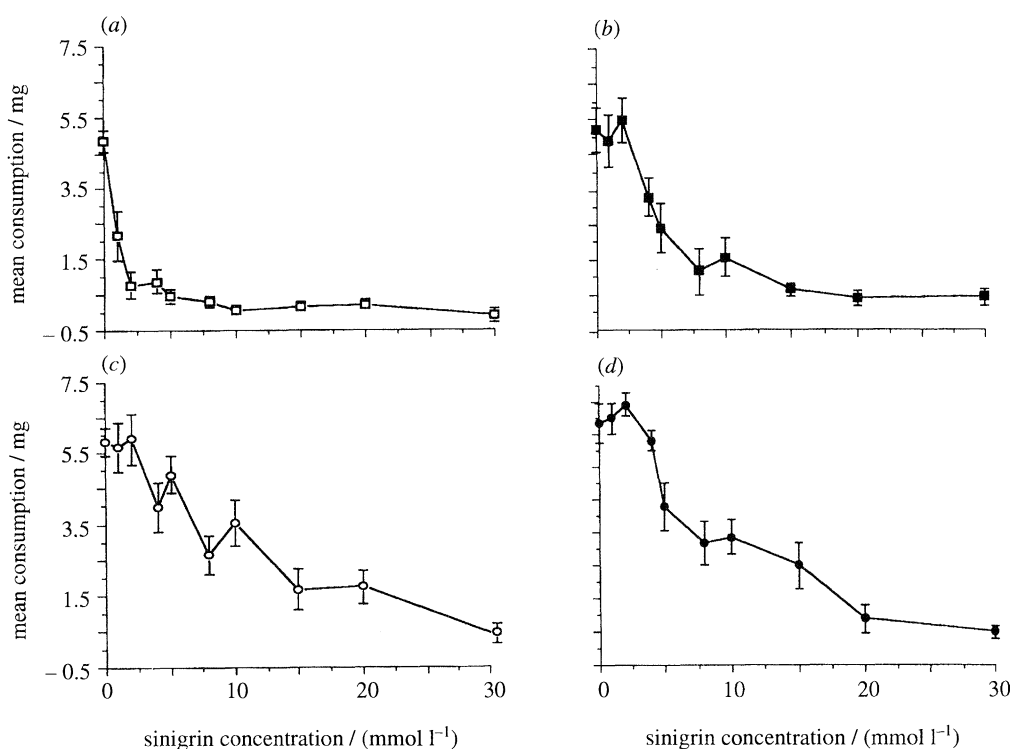 (a)
(b)
7.5
5.5
3.5
1.5
– 0.5
mean consumption / mg
(c)
(d)
7.5
5.5
3.5
1.5
– 0.5
mean consumption / mg
0 10 20 30
0 10 20 30
sinigrin concentration / (mmol l⁻¹)
sinigrin concentration / (mmol l⁻¹)